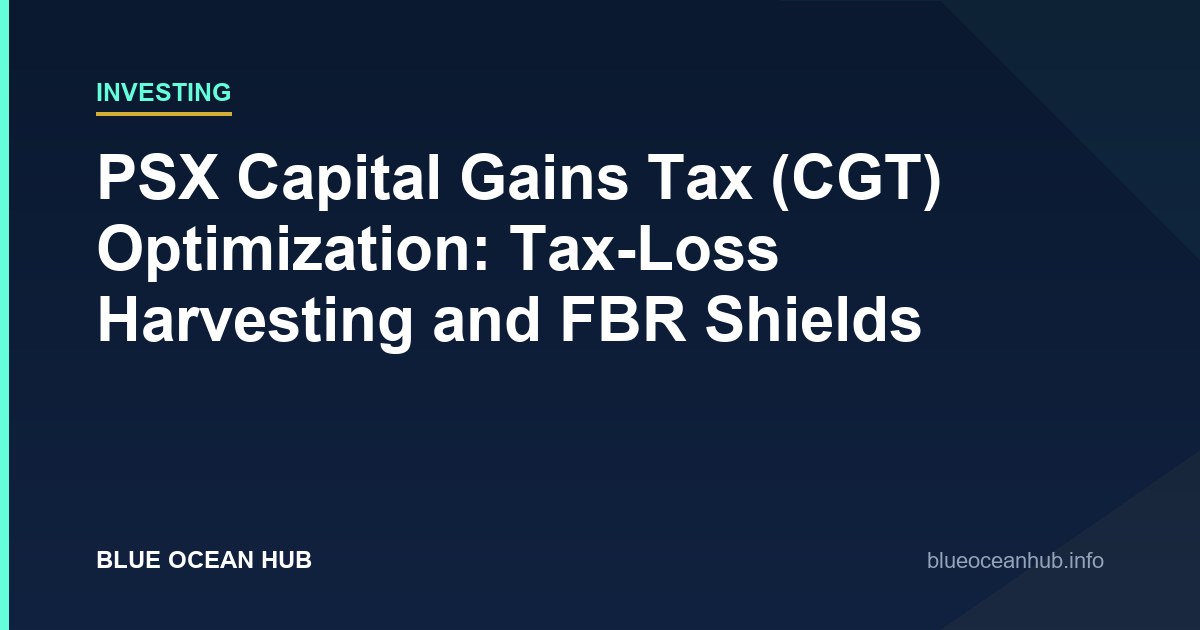 INVESTING
PSX Capital Gains Tax (CGT)
Optimization: Tax-Loss
Harvesting and FBR Shields
BLUE OCEAN HUB
blueoceanhub.info